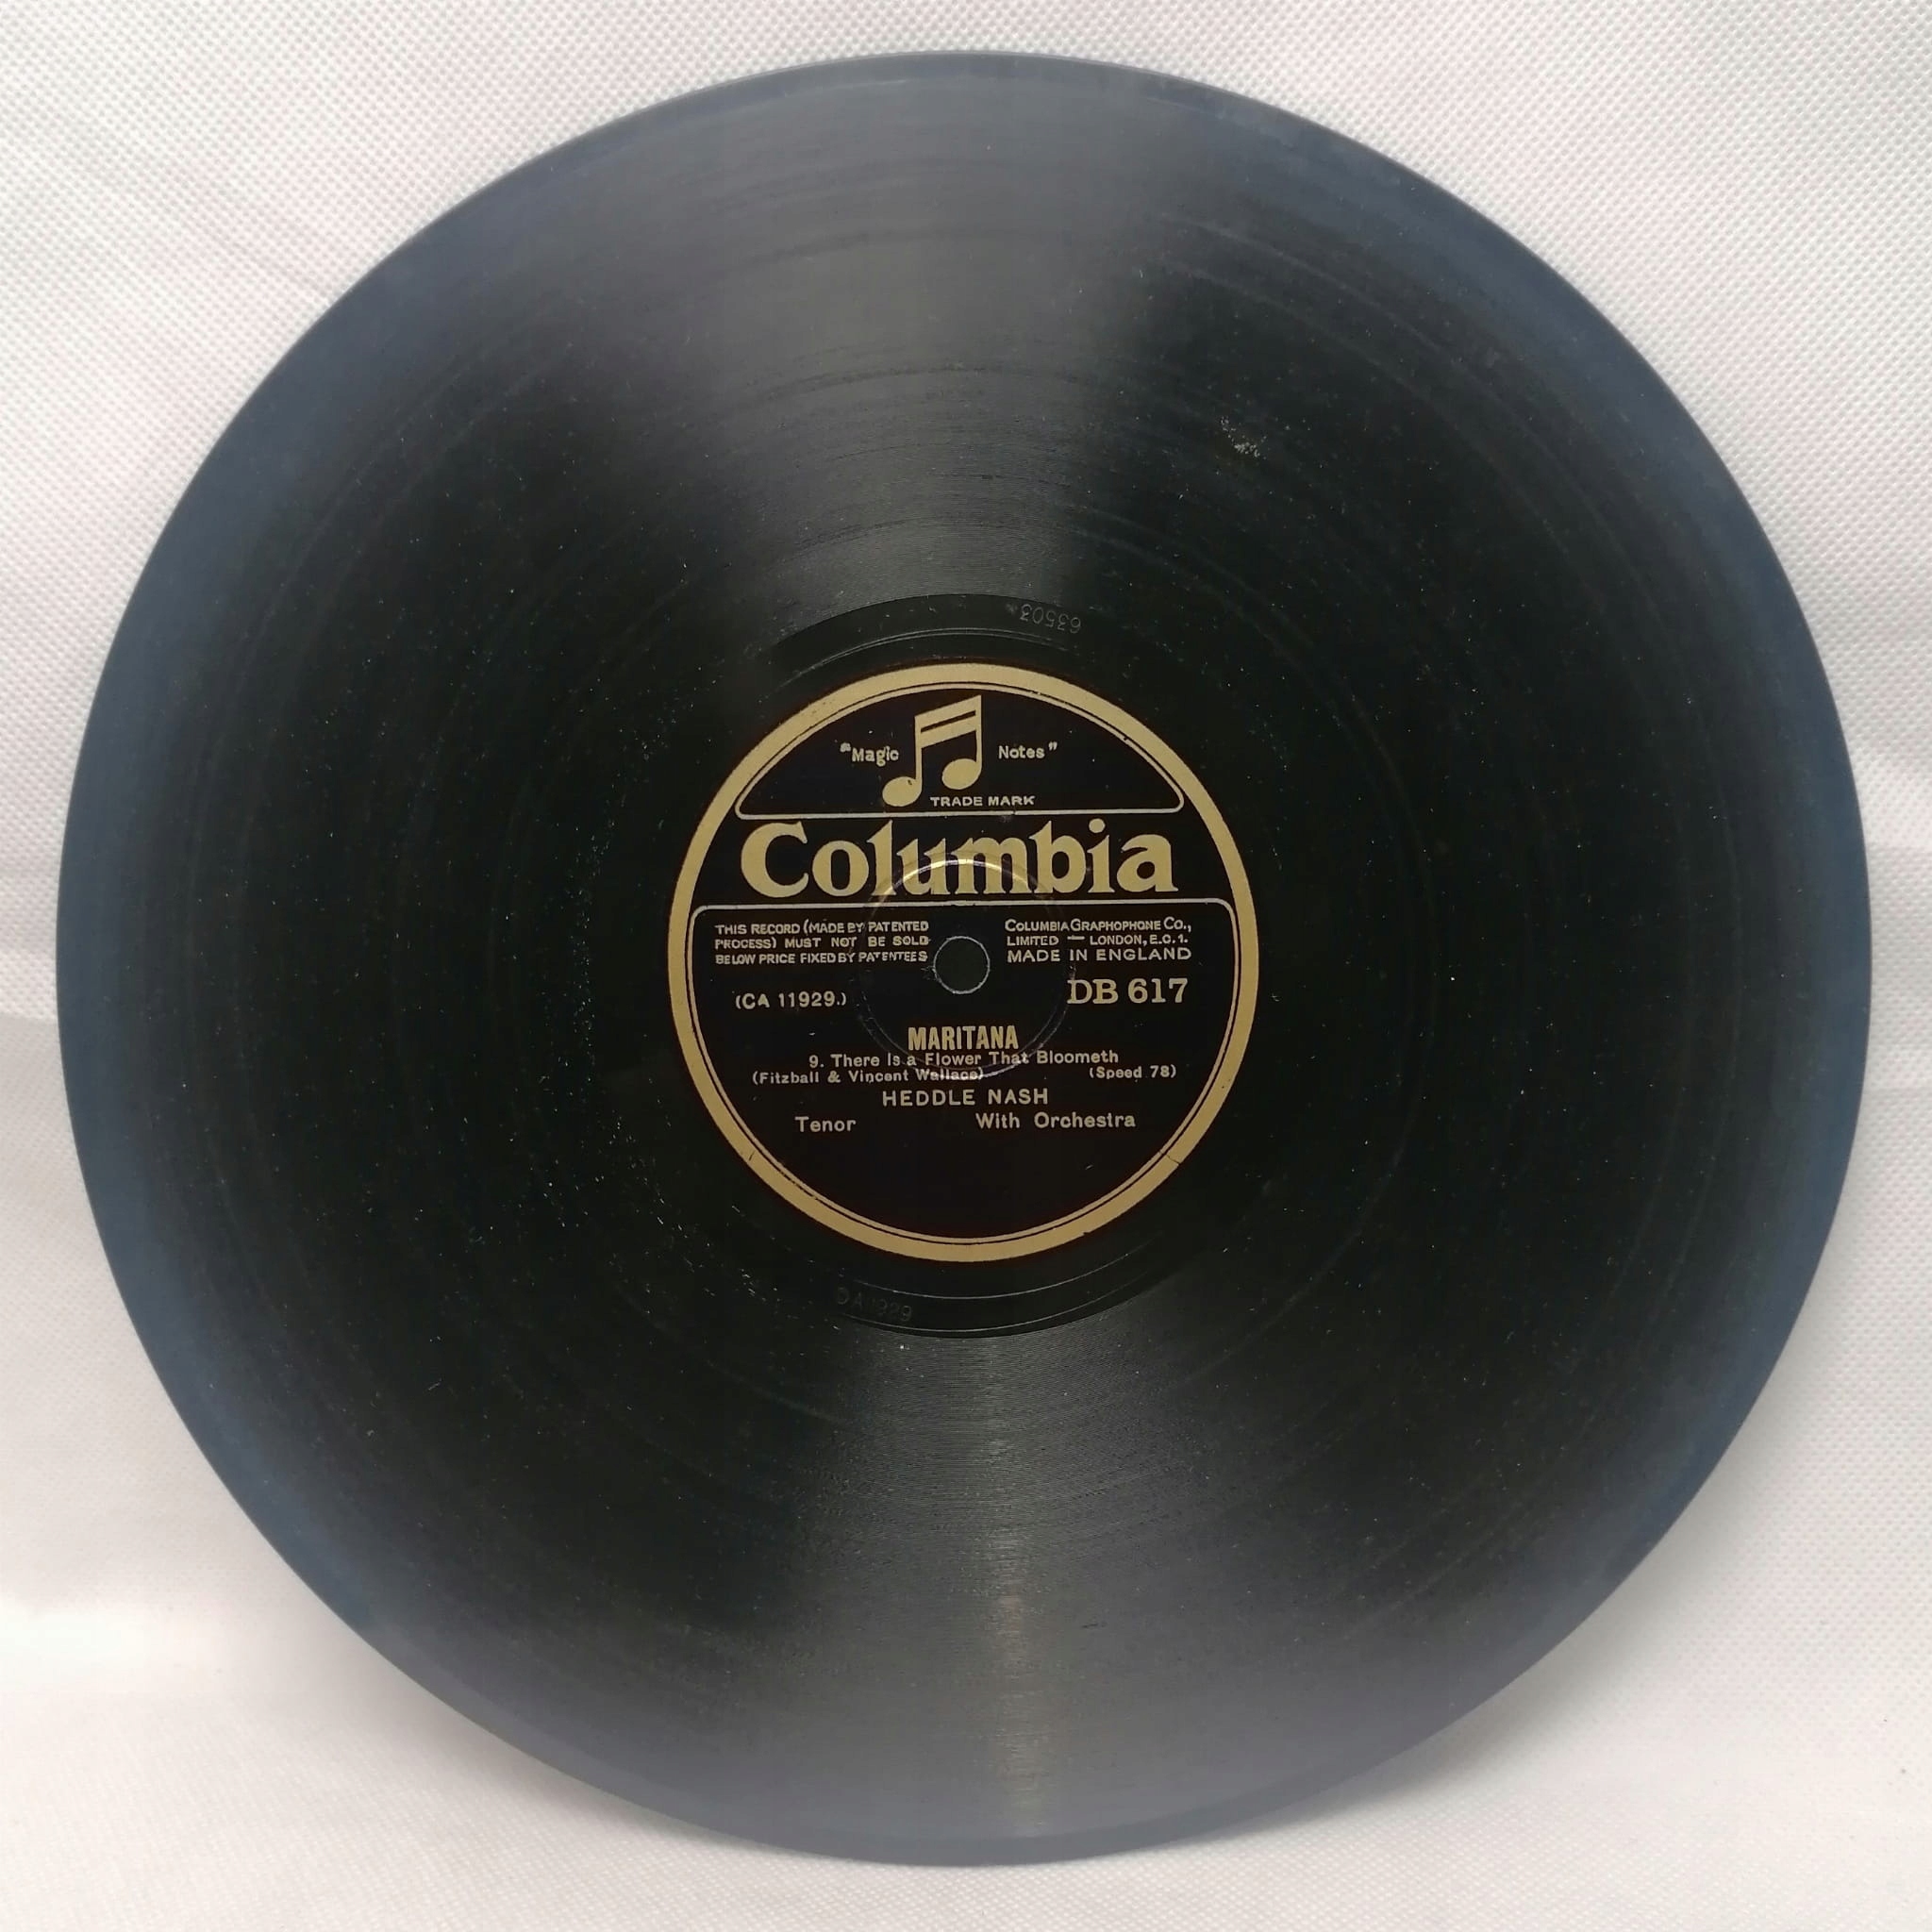 63503
"Magic Notes"
TRADE MARK
Columbia
THIS RECORD (MADE BY PATENTED
PROCESS) MUST NOT BE SOLD
BELOW PRICE FIXED BY PATENTEES
COLUMBIA GRAPHOPHONE CO.,
LIMITED — LONDON, E.C.1.
MADE IN ENGLAND
(CA 11929.)
DB 617
MARITANA
9. There Is a Flower That Bloometh
(Fitzball & Vincent Wallace) (Speed 78)
HEDDLE NASH
Tenor With Orchestra